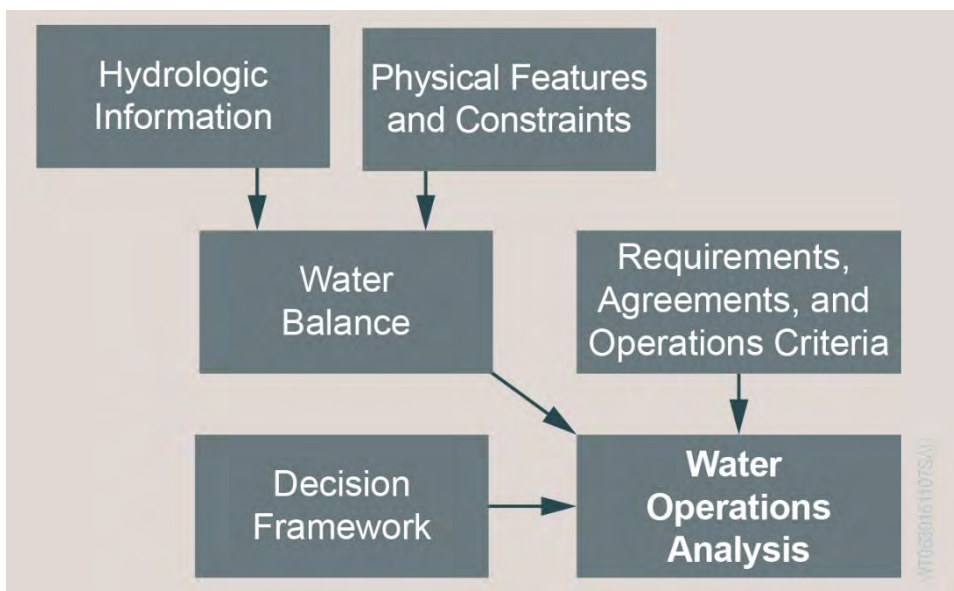 Hydrologic
Information
Physical Features
and Constraints
Water
Balance
Requirements,
Agreements, and
Operations Criteria
Decision
Framework
Water
Operations
Analysis